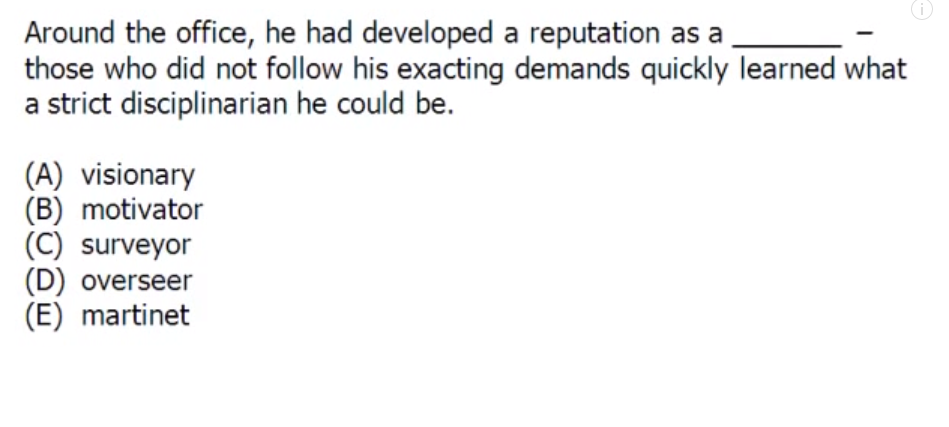 Around the office, he had developed a reputation as a ________ –
those who did not follow his exacting demands quickly learned what
a strict disciplinarian he could be.
(A) visionary
(B) motivator
(C) surveyor
(D) overseer
(E) martinet